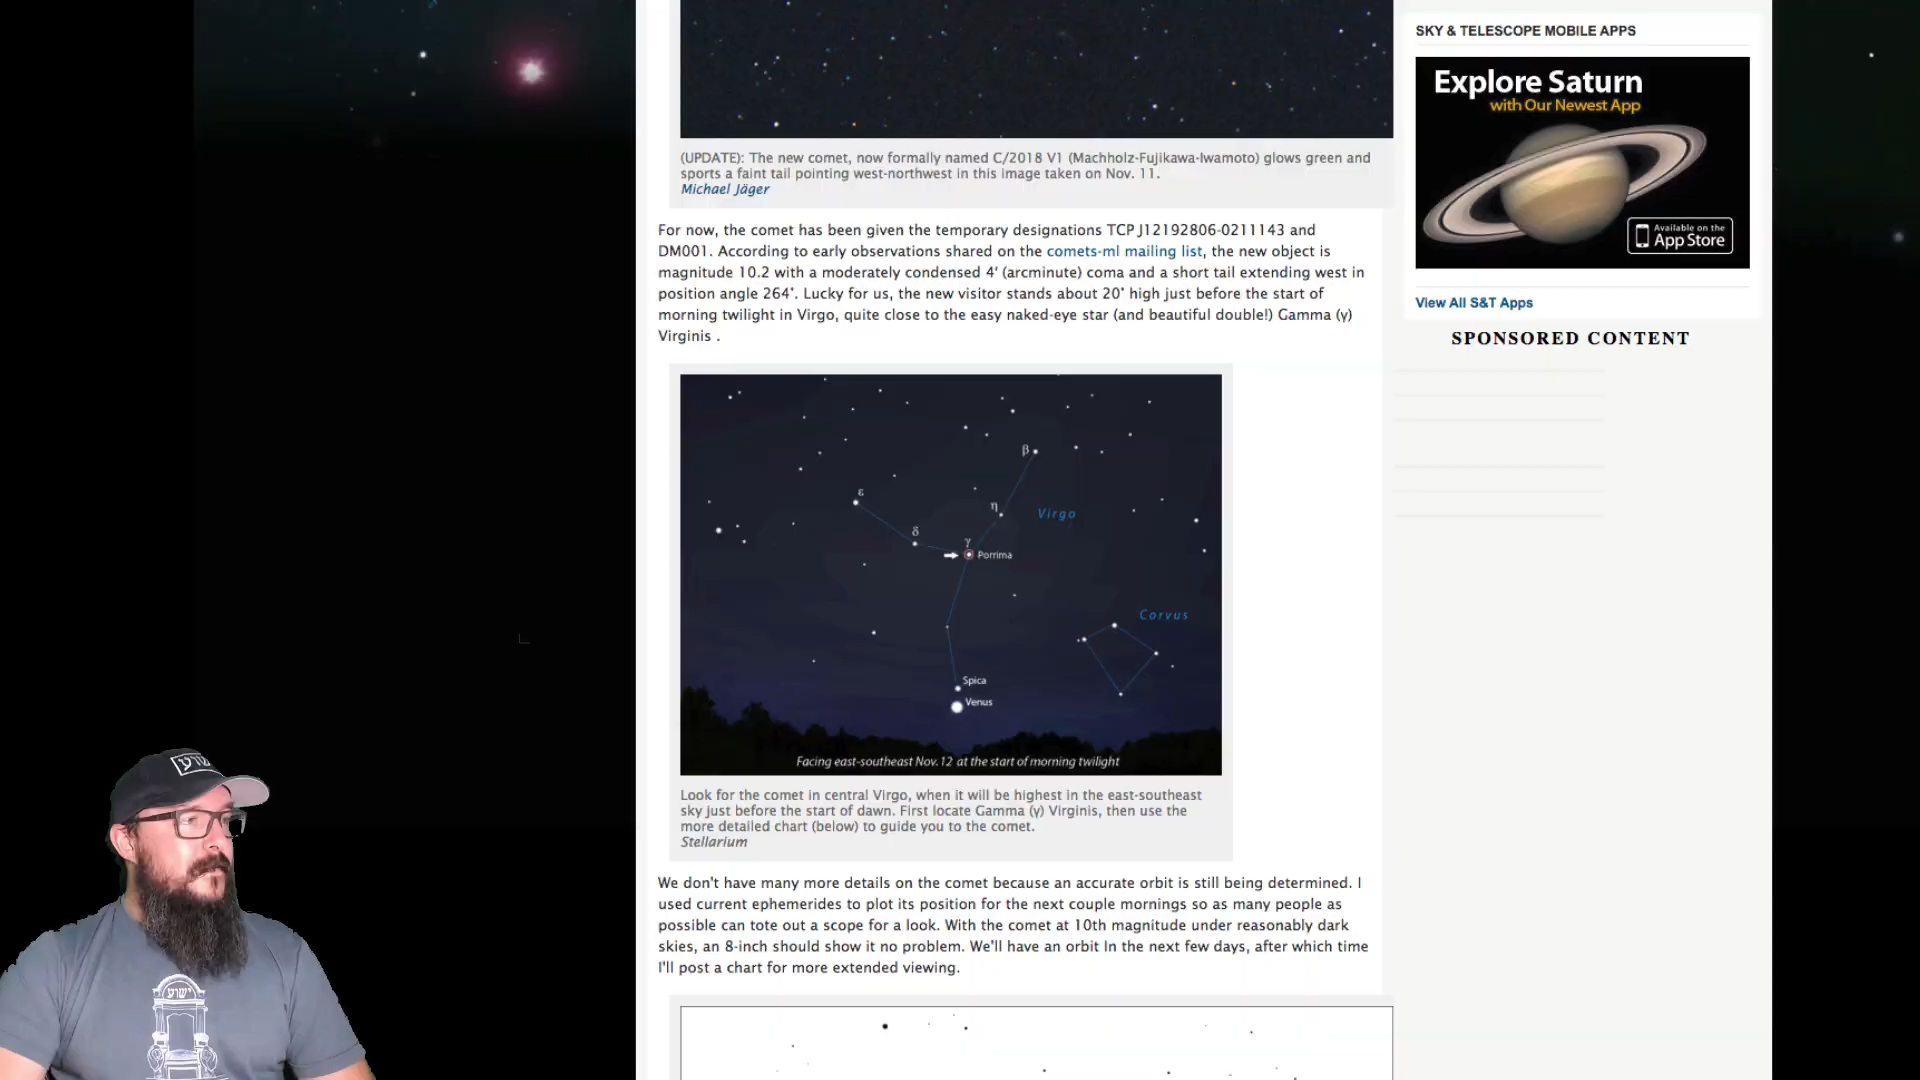 SKY & TELESCOPE MOBILE APPS
Explore Saturn
with Our Newest App
Available on the
App Store
View All S&T Apps
SPONSORED CONTENT
(UPDATE): The new comet, now formally named C/2018 V1 (Machholz-Fujikawa-Iwamoto) glows green and
sports a faint tail pointing west-northwest in this image taken on Nov. 11.
Michael Jäger
For now, the comet has been given the temporary designations TCP J12192806-0211143 and
DM001. According to early observations shared on the comets-ml mailing list, the new object is
magnitude 10.2 with a moderately condensed 4′ (arcminute) coma and a short tail extending west in
position angle 264°. Lucky for us, the new visitor stands about 20° high just before the start of
morning twilight in Virgo, quite close to the easy naked-eye star (and beautiful double!) Gamma (γ)
Virginis .
β
ε
η
Virgo
δ
γ
Porrima
Corvus
Spica
Venus
Facing east-southeast Nov. 12 at the start of morning twilight
Look for the comet in central Virgo, when it will be highest in the east-southeast
sky just before the start of dawn. First locate Gamma (γ) Virginis, then use the
more detailed chart (below) to guide you to the comet.
Stellarium
We don't have many more details on the comet because an accurate orbit is still being determined. I
used current ephemerides to plot its position for the next couple mornings so as many people as
possible can tote out a scope for a look. With the comet at 10th magnitude under reasonably dark
skies, an 8-inch should show it no problem. We'll have an orbit In the next few days, after which time
I'll post a chart for more extended viewing.
ישוע